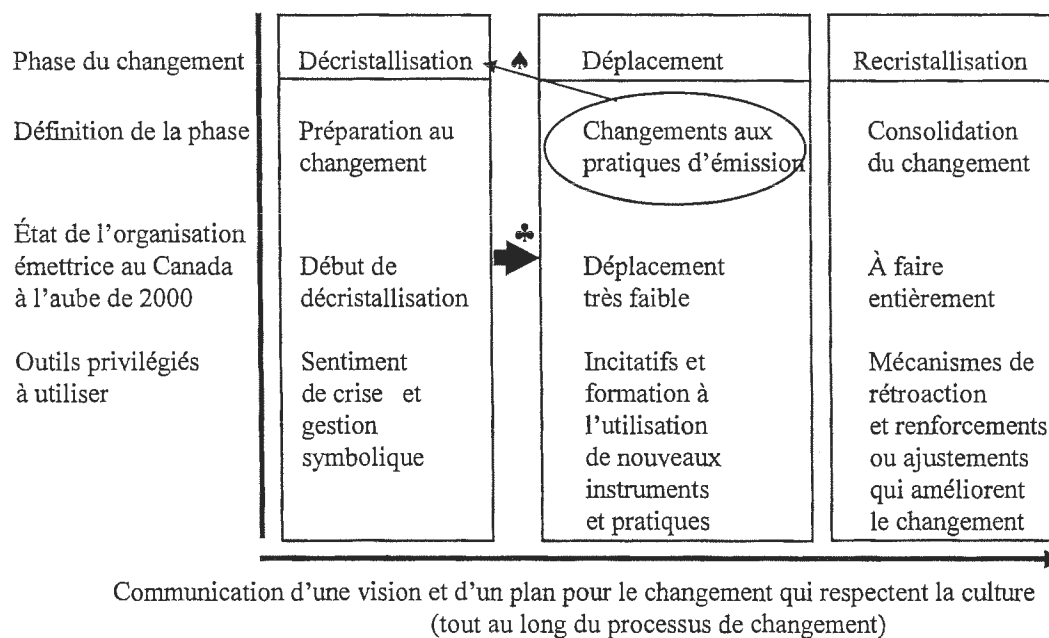 Phase du changement
Décristallisation
♠
Déplacement
Recristallisation
Définition de la phase
Préparation au
changement
Changements aux
pratiques d'émission
Consolidation
du changement
État de l'organisation
émettrice au Canada
à l'aube de 2000
Début de
décristallisation
♣
Déplacement
très faible
À faire
entièrement
Outils privilégiés
à utiliser
Sentiment
de crise et
gestion
symbolique
Incitatifs et
formation à
l'utilisation
de nouveaux
instruments
et pratiques
Mécanismes de
rétroaction
et renforcements
ou ajustements
qui améliorent
le changement
Communication d'une vision et d'un plan pour le changement qui respectent la culture
(tout au long du processus de changement)